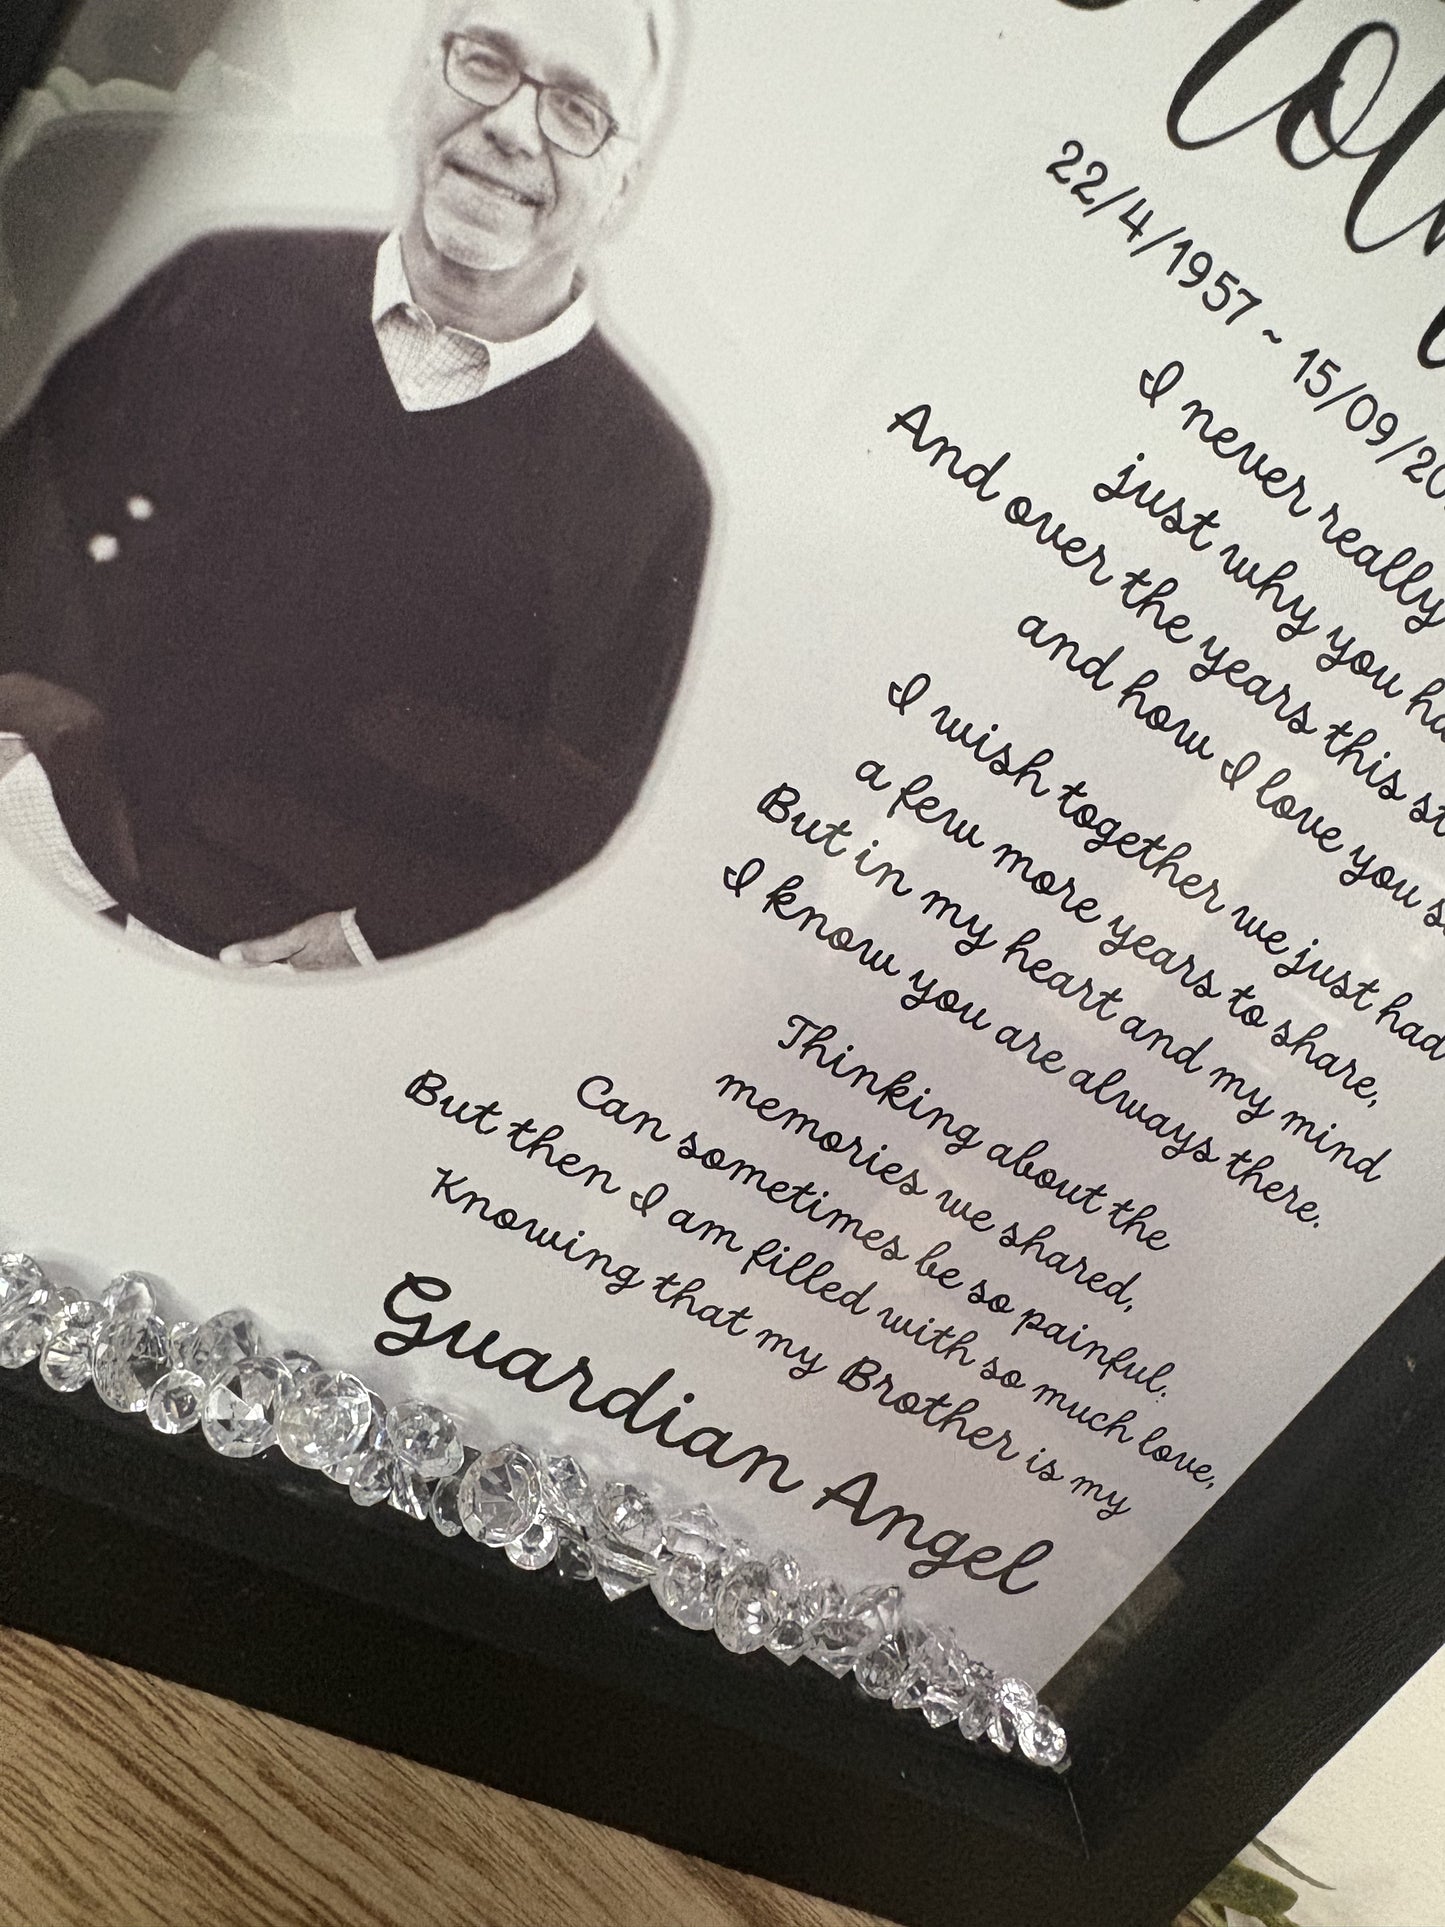 22/4/1957 ~ 15/09/20
I never really
just why you
And over the years this
and how I love you
I wish together we just had
a few more years to share,
But in my heart and my mind
I know you are always there.
Thinking about the
memories we shared,
Can sometimes be so painful.
But then I am filled with so much love,
Knowing that my Brother is my
Guardian Angel